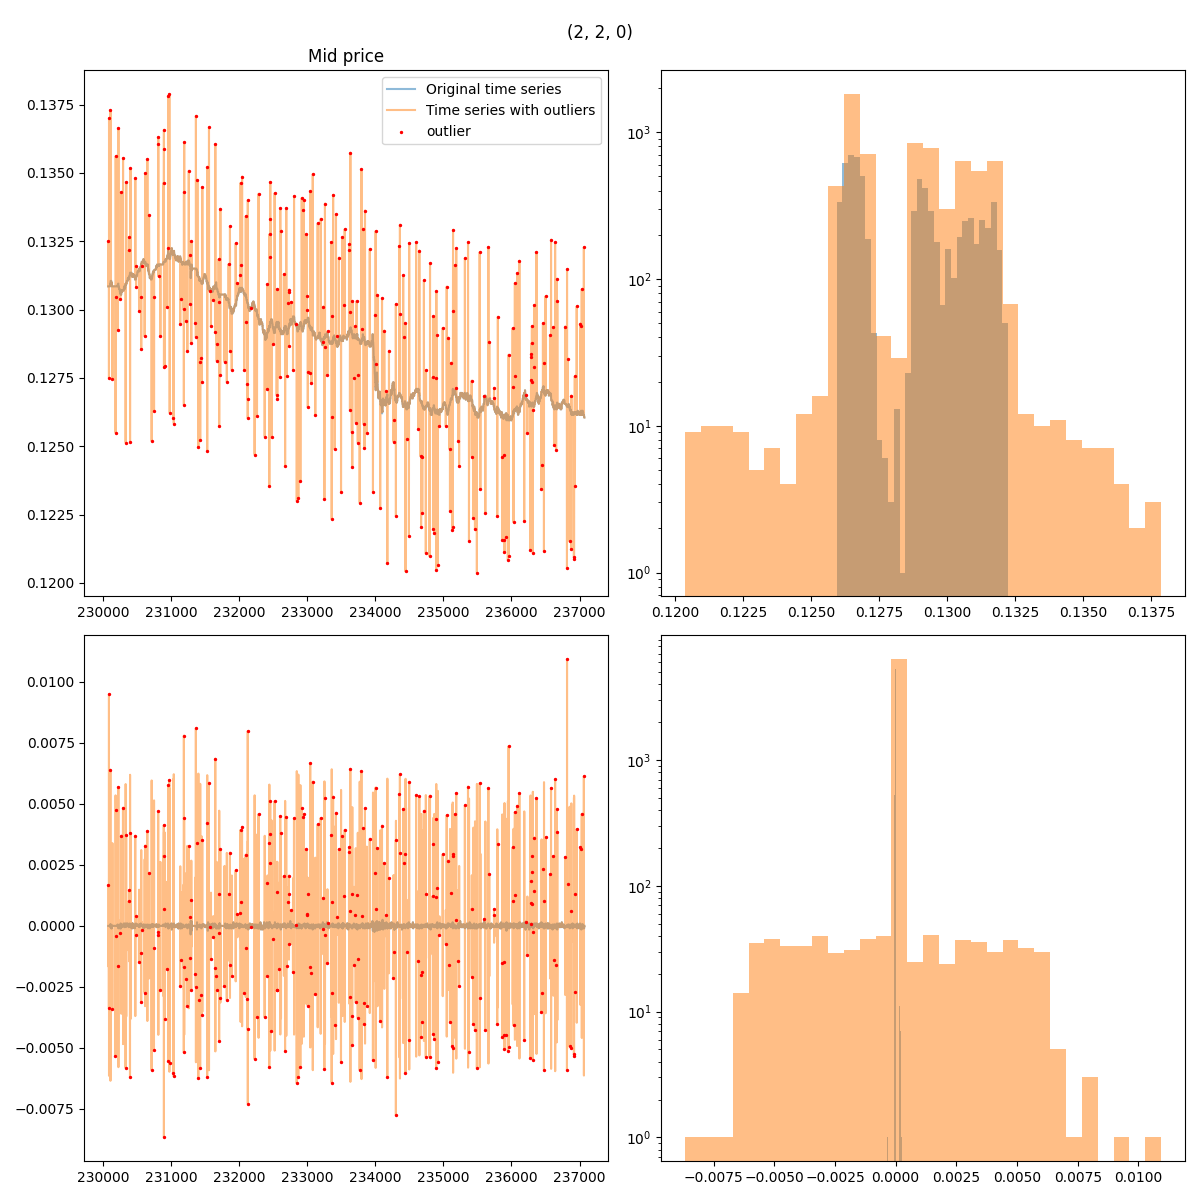 (2, 2, 0)
Mid price
Original time series
Time series with outliers
outlier
0.1375
0.1350
0.1325
0.1300
0.1275
0.1250
0.1225
0.1200
230000 231000 232000 233000 234000 235000 236000 237000
10³
10²
10¹
10⁰
0.1200 0.1225 0.1250 0.1275 0.1300 0.1325 0.1350 0.1375
0.0100
0.0075
0.0050
0.0025
0.0000
−0.0025
−0.0050
−0.0075
230000 231000 232000 233000 234000 235000 236000 237000
10³
10²
10¹
10⁰
−0.0075 −0.0050 −0.0025 0.0000 0.0025 0.0050 0.0075 0.0100